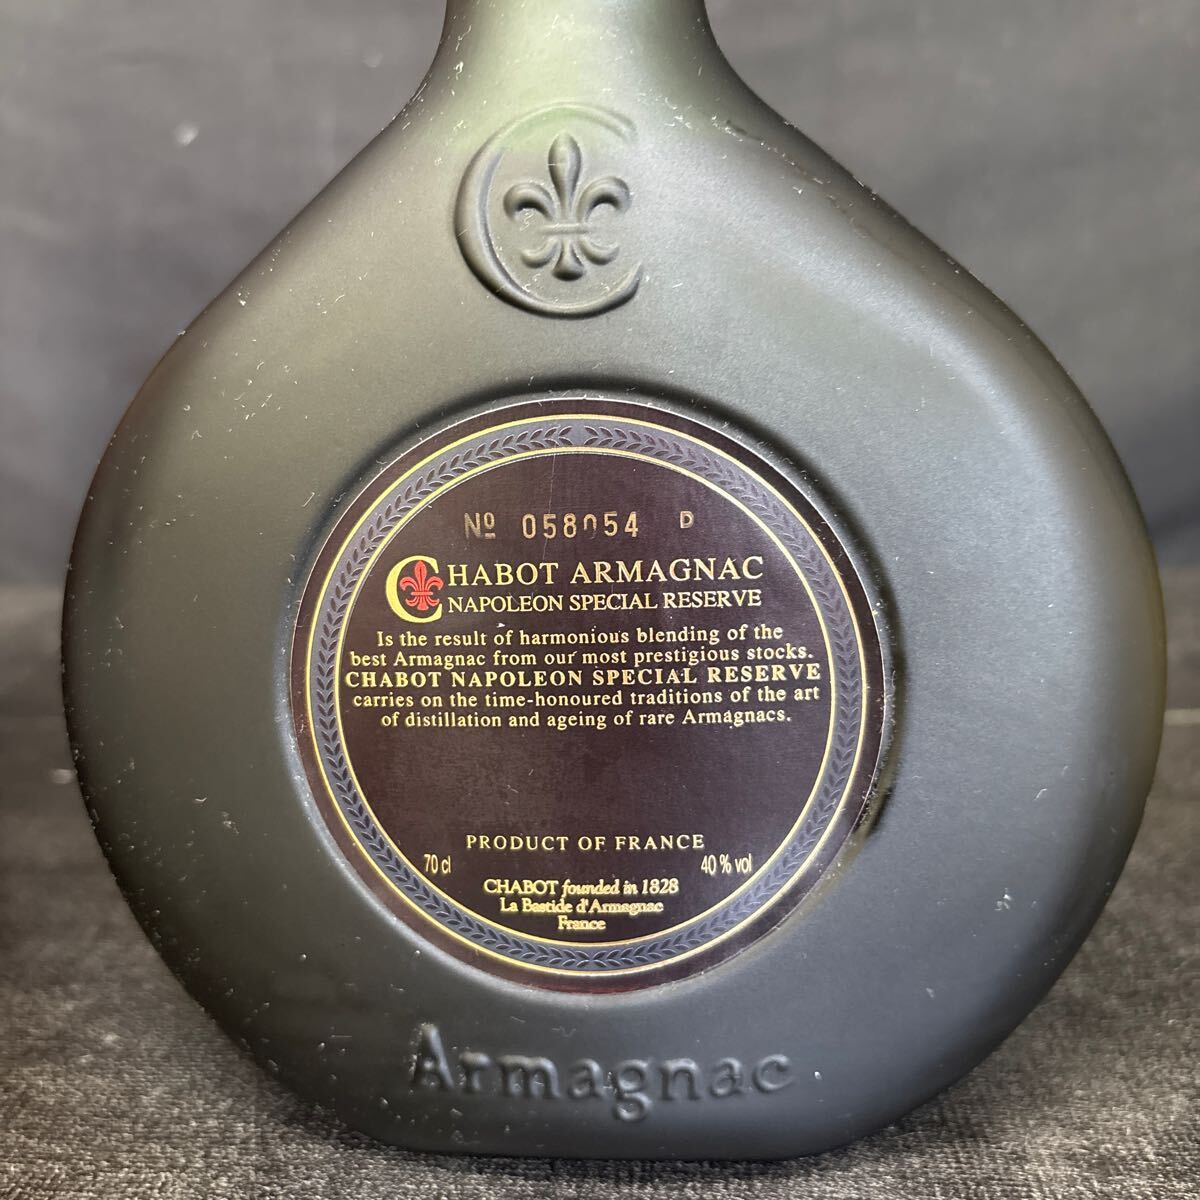 Nº 058054 D
CHABOT ARMAGNAC
NAPOLEON SPECIAL RESERVE
Is the result of harmonious blending of the
best Armagnac from our most prestigious stocks.
CHABOT NAPOLEON SPECIAL RESERVE
carries on the time-honoured traditions of the art
of distillation and ageing of rare Armagnacs.
PRODUCT OF FRANCE
70 cl 40 % vol
CHABOT founded in 1828
La Bastide d'Armagnac
France
Armagnac